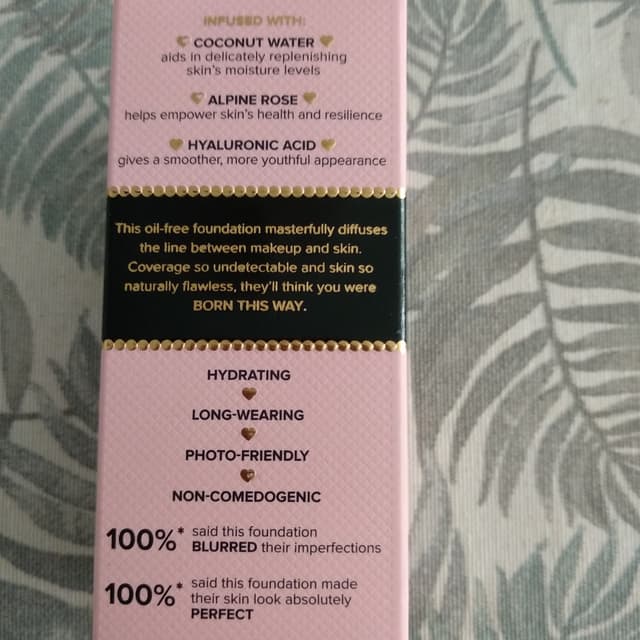 INFUSED WITH:
COCONUT WATER
aids in delicately replenishing
skin's moisture levels
ALPINE ROSE
helps empower skin's health and resilience
HYALURONIC ACID
gives a smoother, more youthful appearance
This oil-free foundation masterfully diffuses
the line between makeup and skin.
Coverage so undetectable and skin so
naturally flawless, they'll think you were
BORN THIS WAY.
HYDRATING
LONG-WEARING
PHOTO-FRIENDLY
NON-COMEDOGENIC
100%* said this foundation
BLURRED their imperfections
100%* said this foundation made
their skin look absolutely
PERFECT